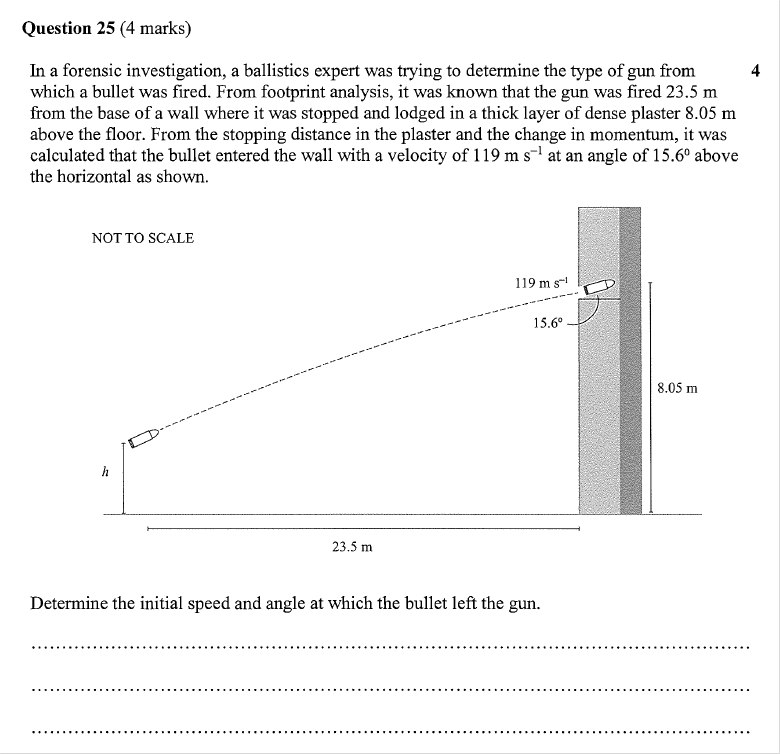 Question 25 (4 marks)
In a forensic investigation, a ballistics expert was trying to determine the type of gun from 4
which a bullet was fired. From footprint analysis, it was known that the gun was fired 23.5 m
from the base of a wall where it was stopped and lodged in a thick layer of dense plaster 8.05 m
above the floor. From the stopping distance in the plaster and the change in momentum, it was
calculated that the bullet entered the wall with a velocity of 119 m s⁻¹ at an angle of 15.6⁰ above
the horizontal as shown.
NOT TO SCALE
119 m s⁻¹
15.6⁰
8.05 m
h
23.5 m
Determine the initial speed and angle at which the bullet left the gun.